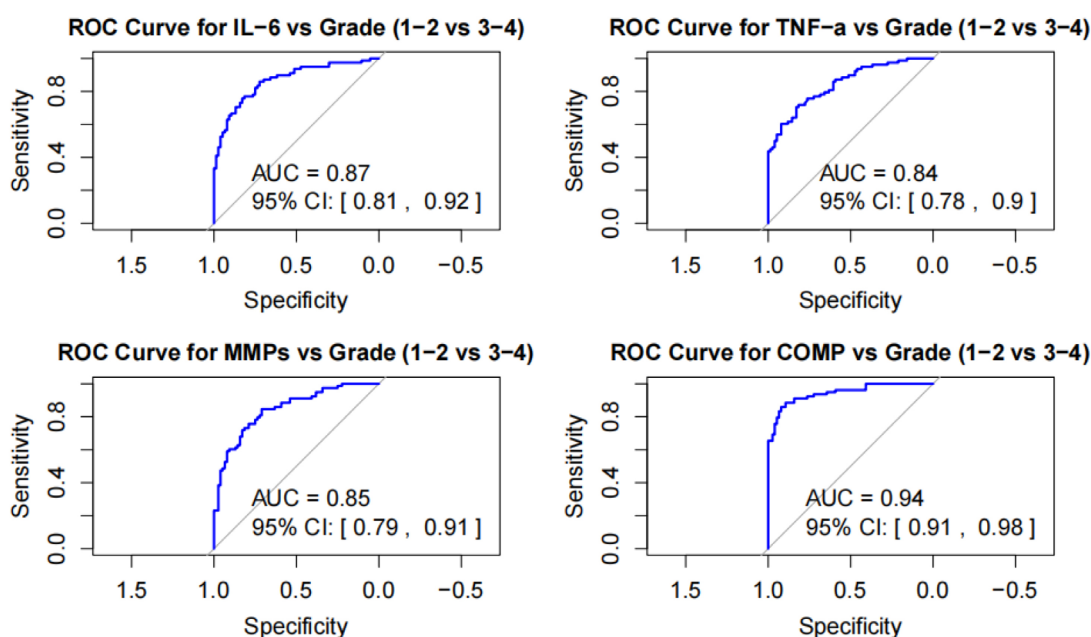 ROC Curve for IL−6 vs Grade (1−2 vs 3−4)
Sensitivity
0.0 0.4 0.8
AUC = 0.87
95% CI: [ 0.81 , 0.92 ]
1.5 1.0 0.5 0.0 −0.5
Specificity
ROC Curve for TNF−a vs Grade (1−2 vs 3−4)
Sensitivity
0.0 0.4 0.8
AUC = 0.84
95% CI: [ 0.78 , 0.9 ]
1.5 1.0 0.5 0.0 −0.5
Specificity
ROC Curve for MMPs vs Grade (1−2 vs 3−4)
Sensitivity
0.0 0.4 0.8
AUC = 0.85
95% CI: [ 0.79 , 0.91 ]
1.5 1.0 0.5 0.0 −0.5
Specificity
ROC Curve for COMP vs Grade (1−2 vs 3−4)
Sensitivity
0.0 0.4 0.8
AUC = 0.94
95% CI: [ 0.91 , 0.98 ]
1.5 1.0 0.5 0.0 −0.5
Specificity